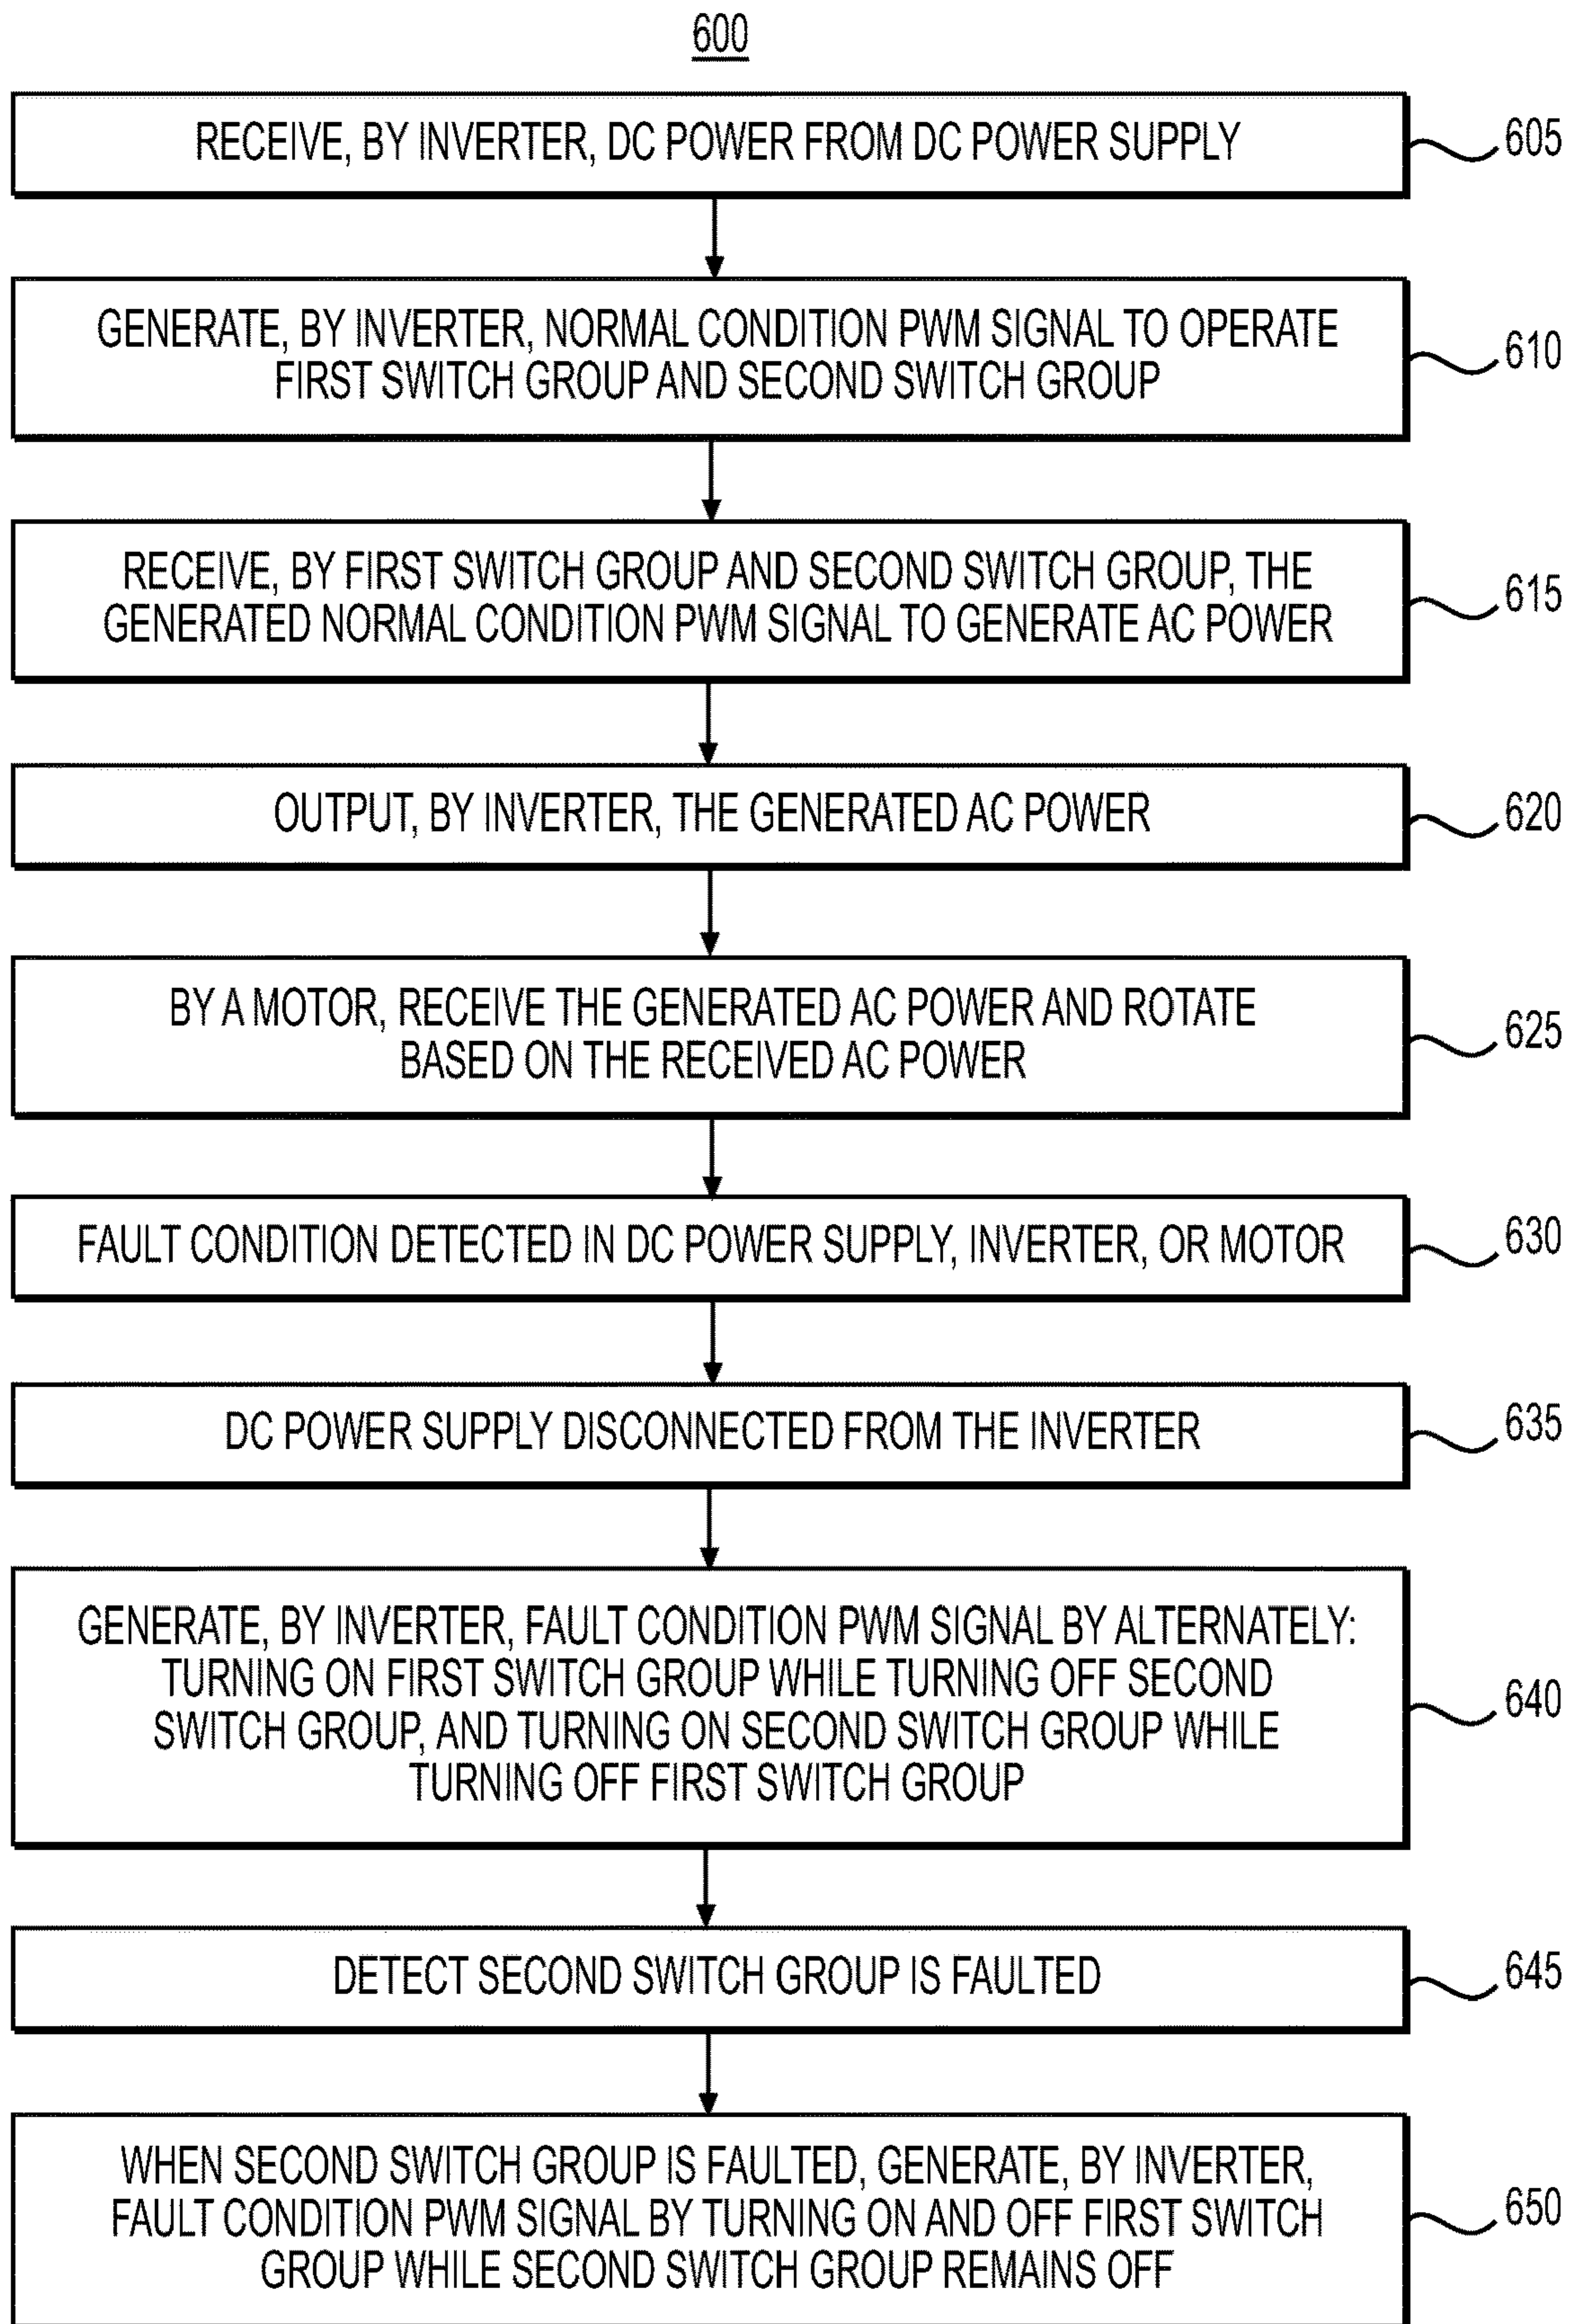 600
RECEIVE, BY INVERTER, DC POWER FROM DC POWER SUPPLY
605
GENERATE, BY INVERTER, NORMAL CONDITION PWM SIGNAL TO OPERATE
FIRST SWITCH GROUP AND SECOND SWITCH GROUP
610
RECEIVE, BY FIRST SWITCH GROUP AND SECOND SWITCH GROUP, THE
GENERATED NORMAL CONDITION PWM SIGNAL TO GENERATE AC POWER
615
OUTPUT, BY INVERTER, THE GENERATED AC POWER
620
BY A MOTOR, RECEIVE THE GENERATED AC POWER AND ROTATE
BASED ON THE RECEIVED AC POWER
625
FAULT CONDITION DETECTED IN DC POWER SUPPLY, INVERTER, OR MOTOR
630
DC POWER SUPPLY DISCONNECTED FROM THE INVERTER
635
GENERATE, BY INVERTER, FAULT CONDITION PWM SIGNAL BY ALTERNATELY:
TURNING ON FIRST SWITCH GROUP WHILE TURNING OFF SECOND
SWITCH GROUP, AND TURNING ON SECOND SWITCH GROUP WHILE
TURNING OFF FIRST SWITCH GROUP
640
DETECT SECOND SWITCH GROUP IS FAULTED
645
WHEN SECOND SWITCH GROUP IS FAULTED, GENERATE, BY INVERTER,
FAULT CONDITION PWM SIGNAL BY TURNING ON AND OFF FIRST SWITCH
GROUP WHILE SECOND SWITCH GROUP REMAINS OFF
650